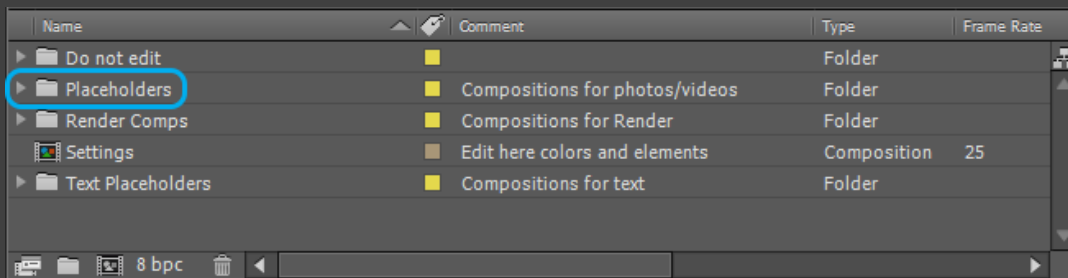 Name Comment Type Frame Rate
Do not edit Folder
Placeholders Compositions for photos/videos Folder
Render Comps Compositions for Render Folder
Settings Edit here colors and elements Composition 25
Text Placeholders Compositions for text Folder
8 bpc